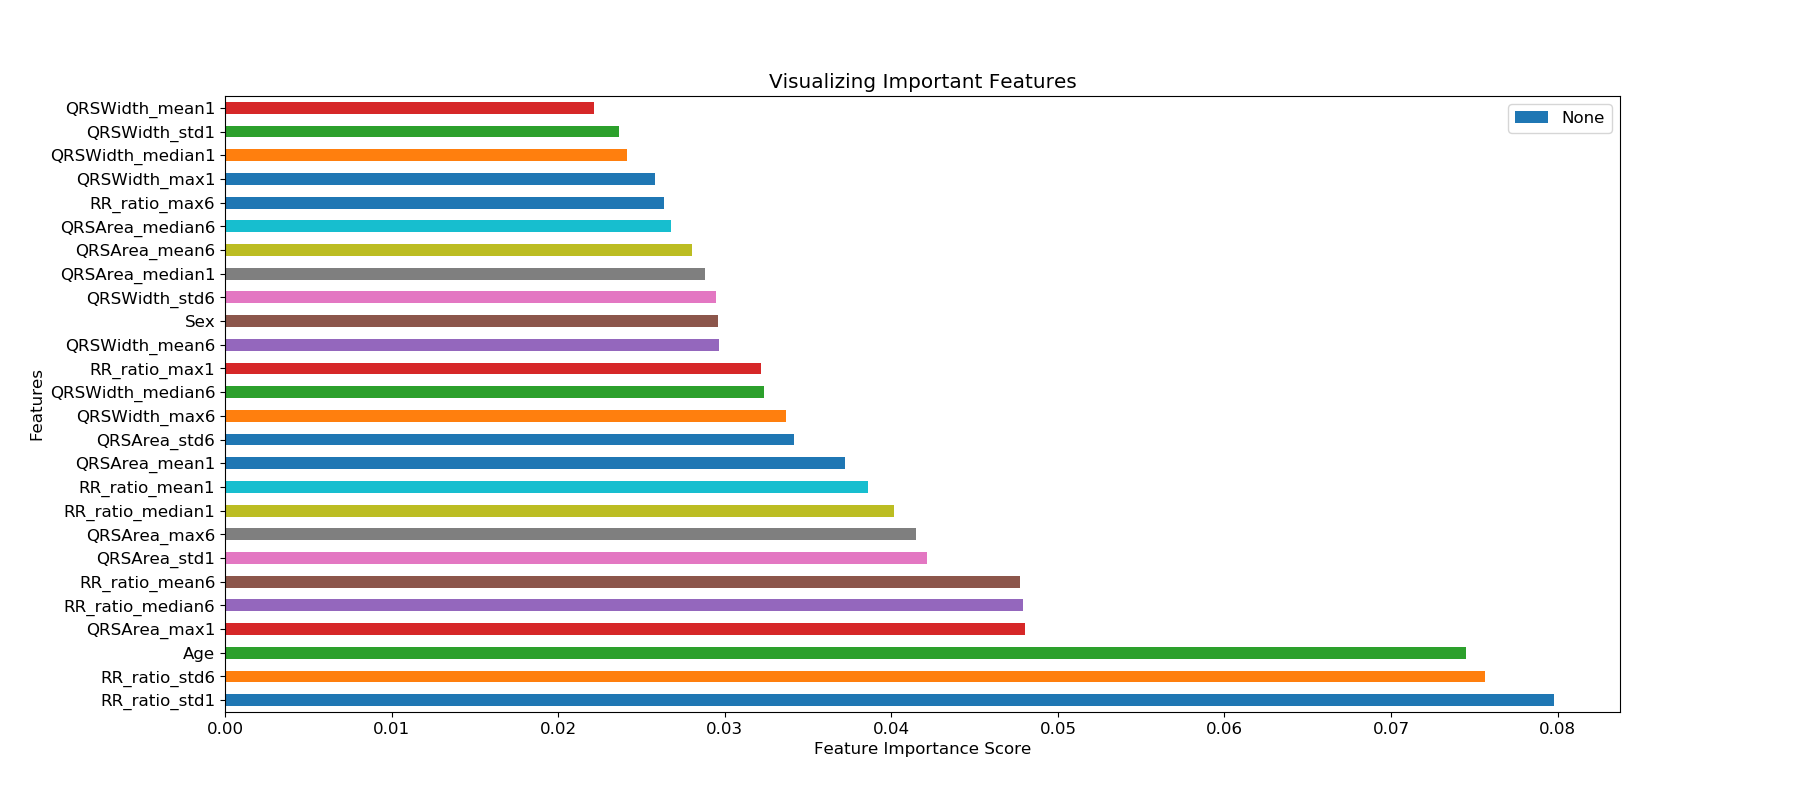 Visualizing Important Features
None
QRSWidth_mean1
QRSWidth_std1
QRSWidth_median1
QRSWidth_max1
RR_ratio_max6
QRSArea_median6
QRSArea_mean6
QRSArea_median1
QRSWidth_std6
Sex
QRSWidth_mean6
RR_ratio_max1
QRSWidth_median6
QRSWidth_max6
QRSArea_std6
QRSArea_mean1
RR_ratio_mean1
RR_ratio_median1
QRSArea_max6
QRSArea_std1
RR_ratio_mean6
RR_ratio_median6
QRSArea_max1
Age
RR_ratio_std6
RR_ratio_std1
Features
0.00 0.01 0.02 0.03 0.04 0.05 0.06 0.07 0.08
Feature Importance Score